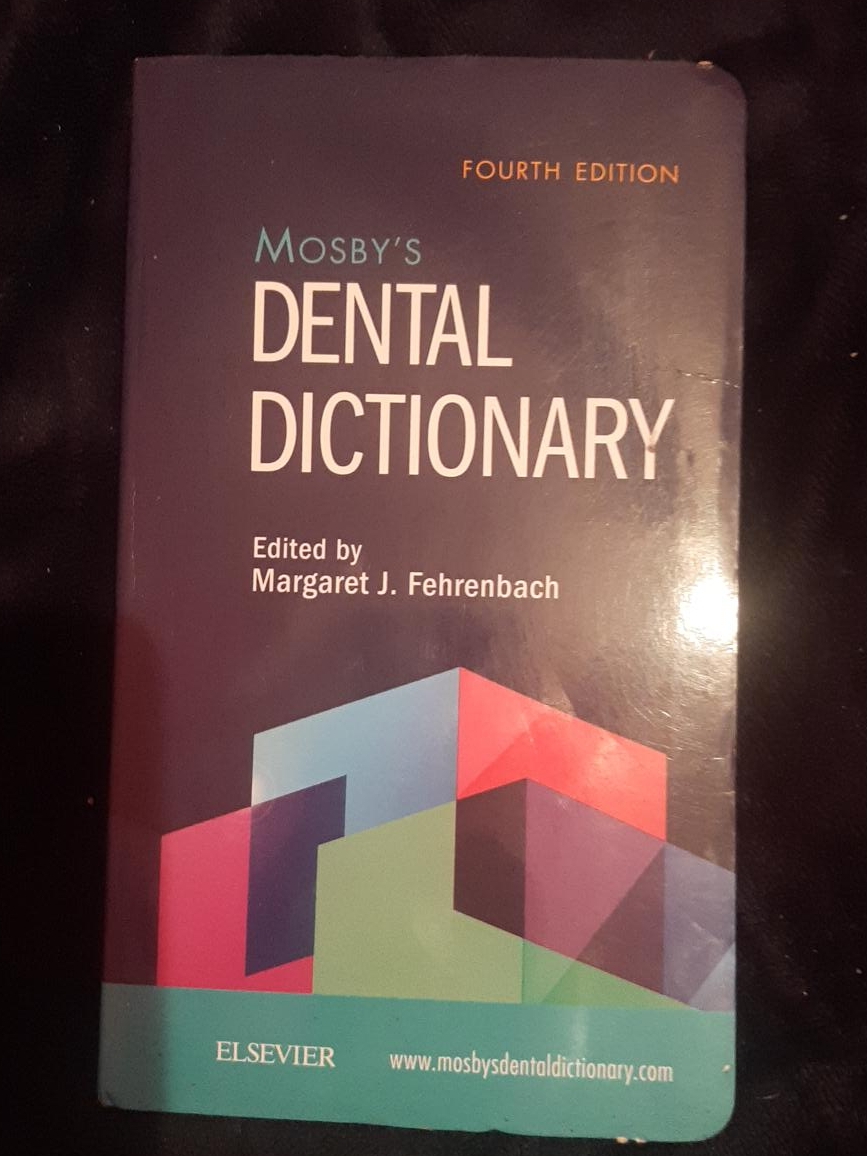 FOURTH EDITION
MOSBY'S
DENTAL
DICTIONARY
Edited by
Margaret J. Fehrenbach
ELSEVIER www.mosbysdentaldictionary.com